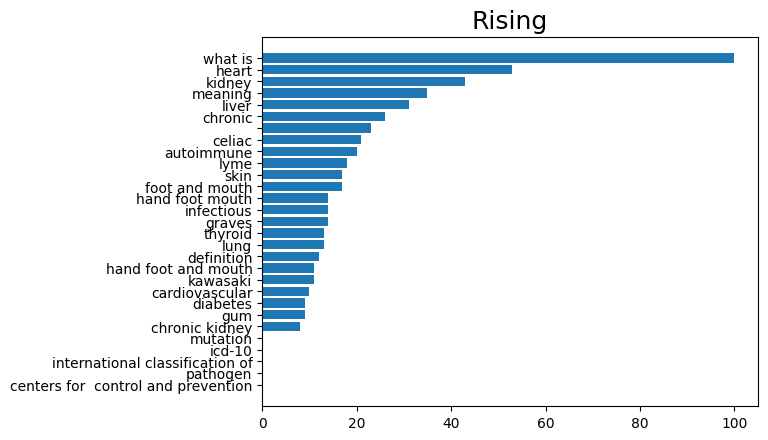 Rising
what is
heart
kidney
meaning
liver
chronic
celiac
autoimmune
lyme
skin
foot and mouth
hand foot mouth
infectious
graves
thyroid
lung
definition
hand foot and mouth
kawasaki
cardiovascular
diabetes
gum
chronic kidney
mutation
icd-10
international classification of
pathogen
centers for  control and prevention
0 20 40 60 80 100